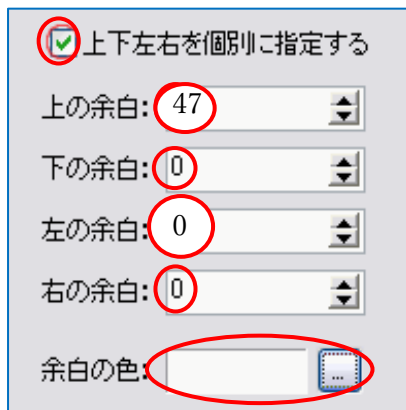 上下左右を個別に指定する
上の余白: 47
下の余白: 0
左の余白: 0
右の余白: 0
余白の色: ...